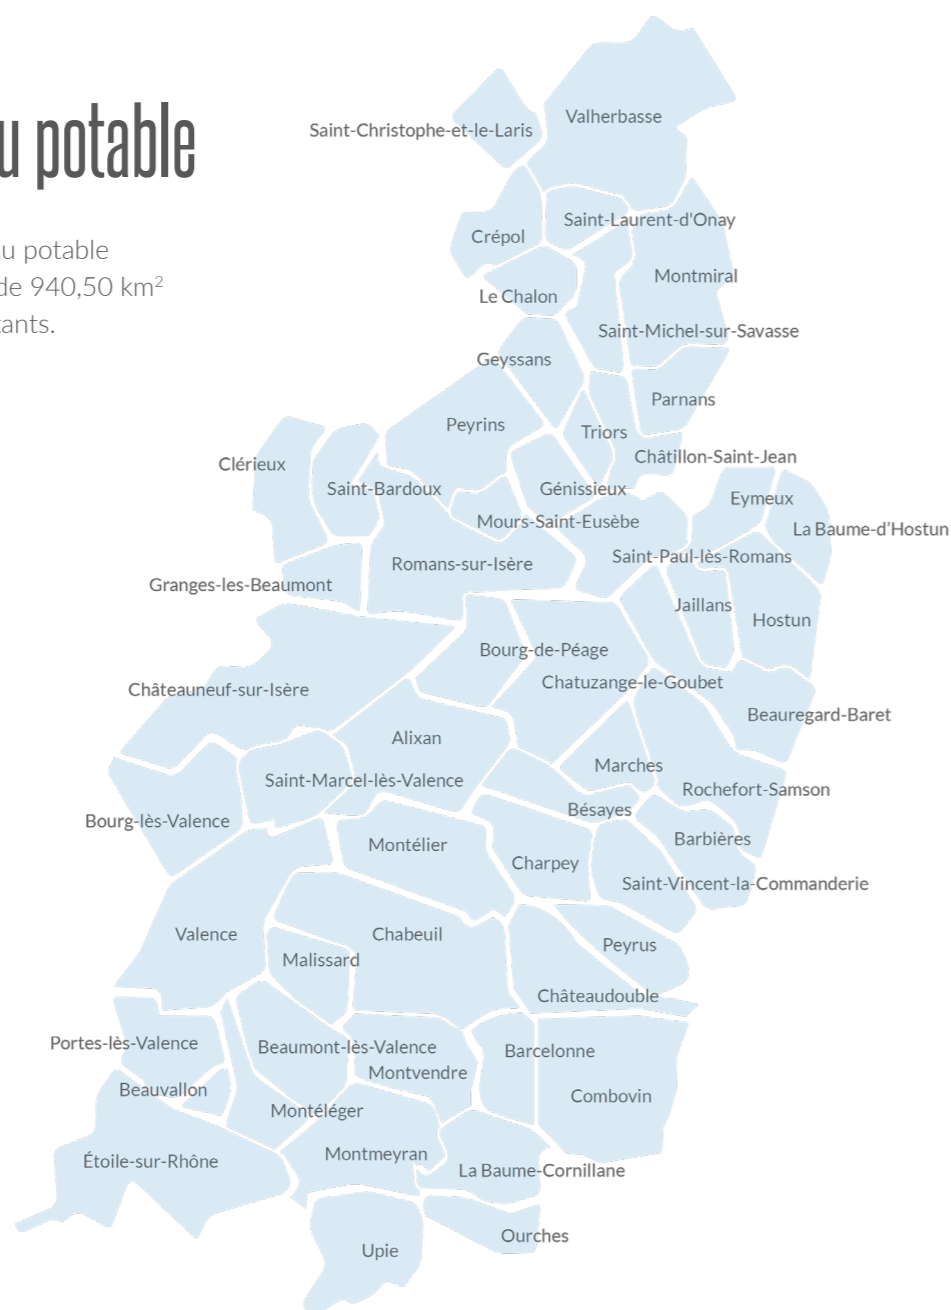 u potable
u potable
de 940,50 km²
tants.
Valherbasse
Saint-Christophe-et-le-Laris
Saint-Laurent-d'Onay
Crépol
Montmiral
Le Chalon
Saint-Michel-sur-Savasse
Geyssans
Parnans
Peyrins
Triors
Châtillon-Saint-Jean
Clérieux
Saint-Bardoux
Génissieux
Eymeux
Mours-Saint-Eusèbe
La Baume-d’Hostun
Saint-Paul-lès-Romans
Romans-sur-Isère
Granges-les-Beaumont
Jaillans
Hostun
Bourg-de-Péage
Chatuzange-le-Goubet
Châteauneuf-sur-Isère
Beauregard-Baret
Alixan
Marches
Saint-Marcel-lès-Valence
Rochefort-Samson
Bésayes
Bourg-lès-Valence
Barbières
Montélier
Charpey
Saint-Vincent-la-Commanderie
Valence
Chabeuil
Peyrus
Malissard
Châteaudouble
Portes-lès-Valence
Beaumont-lès-Valence
Barcelonne
Montvendre
Beauvallon
Combovin
Montéléger
Montmeyran
Étoile-sur-Rhône
La Baume-Cornillane
Ourches
Upie